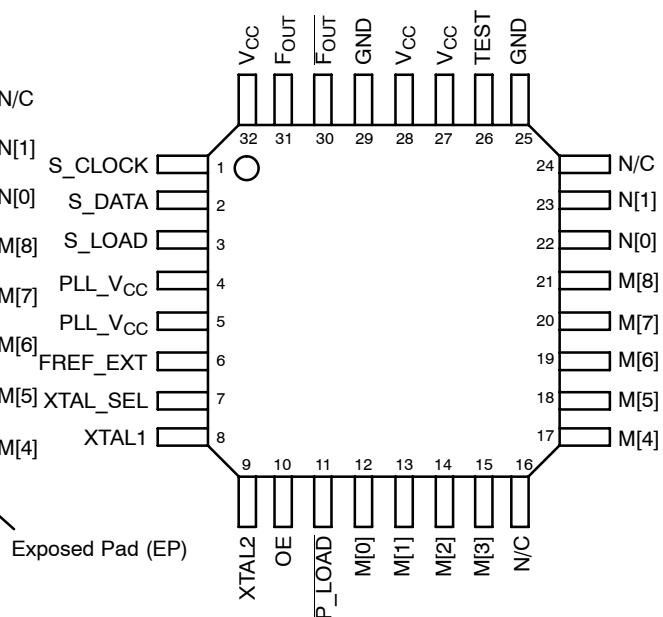 VCC
FOUT
FOUT
GND
VCC
VCC
TEST
GND
32
31
30
29
28
27
26
25
N/C
N[1]
N[0]
M[8]
M[7]
M[6]
M[5]
M[4]
Exposed Pad (EP)
S_CLOCK 1
S_DATA 2
S_LOAD 3
PLL_VCC 4
PLL_VCC 5
FREF_EXT 6
XTAL_SEL 7
XTAL1 8
24 N/C
23 N[1]
22 N[0]
21 M[8]
20 M[7]
19 M[6]
18 M[5]
17 M[4]
9
10
11
12
13
14
15
16
XTAL2
OE
P_LOAD
M[0]
M[1]
M[2]
M[3]
N/C